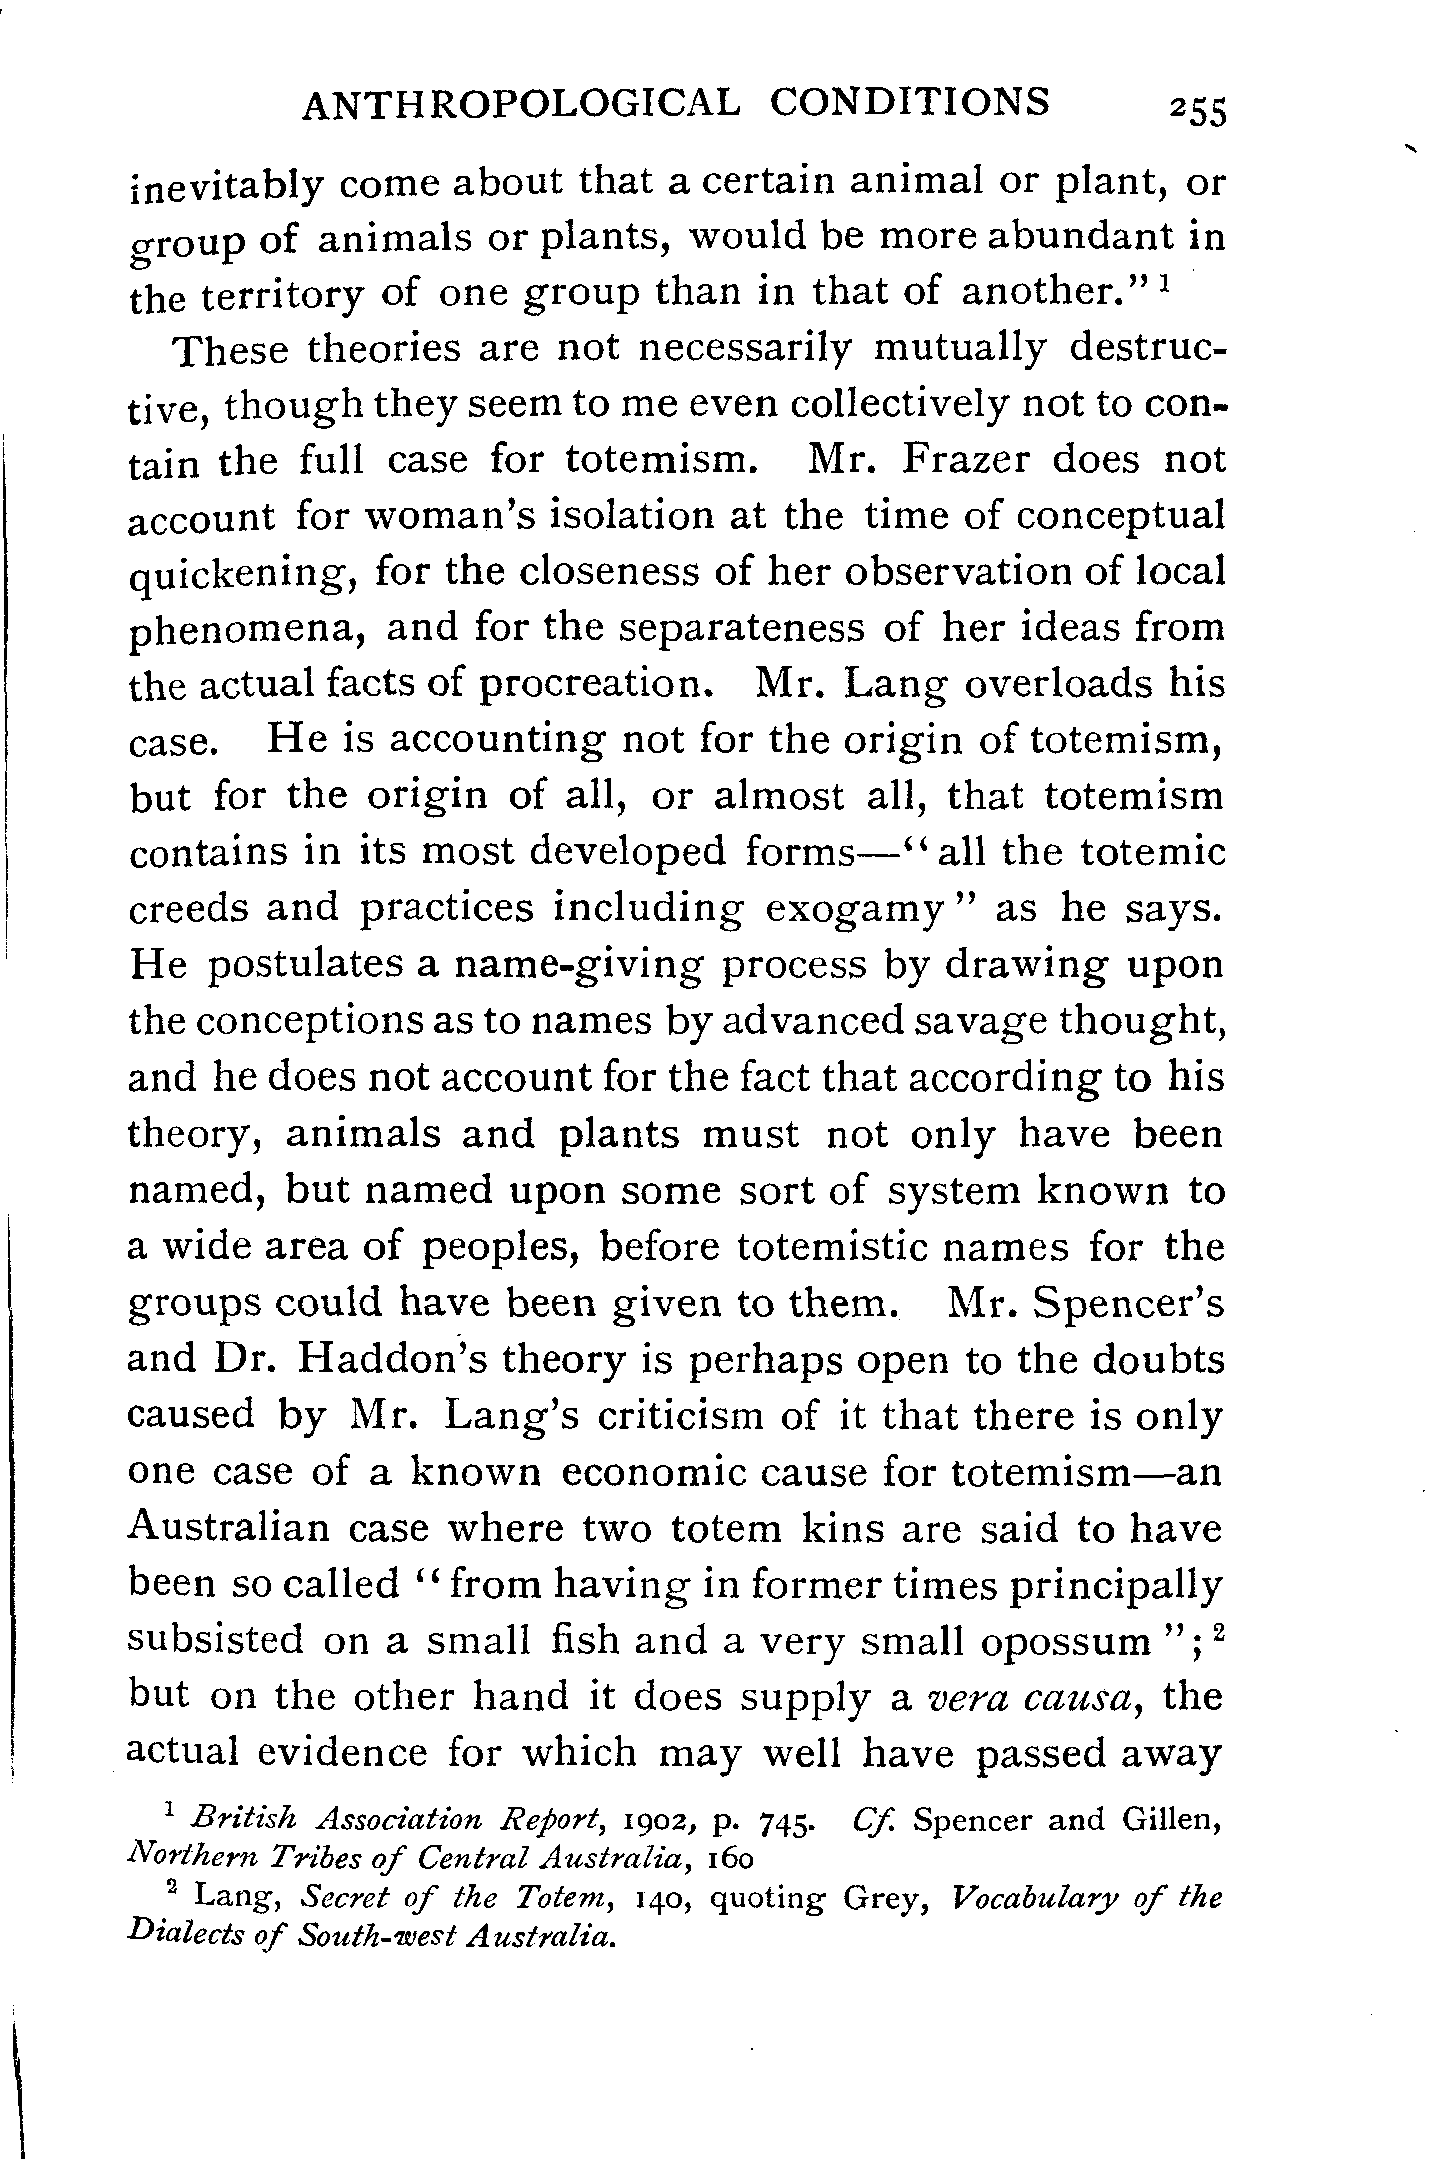 ANTHROPOLOGICAL CONDITIONS 255
inevitably come about that a certain animal or plant, or
group of animals or plants, would be more abundant in
the territory of one group than in that of another." 1
These theories are not necessarily mutually destruc-
tive, though they seem to me even collectively not to con-
tain the full case for totemism. Mr. Frazer does not
account for woman's isolation at the time of conceptual
quickening, for the closeness of her observation of local
phenomena, and for the separateness of her ideas from
the actual facts of procreation. Mr. Lang overloads his
case. He is accounting not for the origin of totemism,
but for the origin of all, or almost all, that totemism
contains in its most developed forms—" all the totemic
creeds and practices including exogamy " as he says.
He postulates a name-giving process by drawing upon
the conceptions as to names by advanced savage thought,
and he does not account for the fact that according to his
theory, animals and plants must not only have been
named, but named upon some sort of system known to
a wide area of peoples, before totemistic names for the
groups could have been given to them. Mr. Spencer's
and Dr. Haddon's theory is perhaps open to the doubts
caused by Mr. Lang's criticism of it that there is only
one case of a known economic cause for totemism—an
Australian case where two totem kins are said to have
been so called " from having in former times principally
subsisted on a small fish and a very small opossum "; 2
but on the other hand it does supply a vera causa, the
actual evidence for which may well have passed away
1 British Association Report, 1902, p. 745. Cf. Spencer and Gillen,
Northern Tribes of Central Australia, 160
2 Lang, Secret of the Totem, 140, quoting Grey, Vocabulary of the
Dialects of South-west Australia.